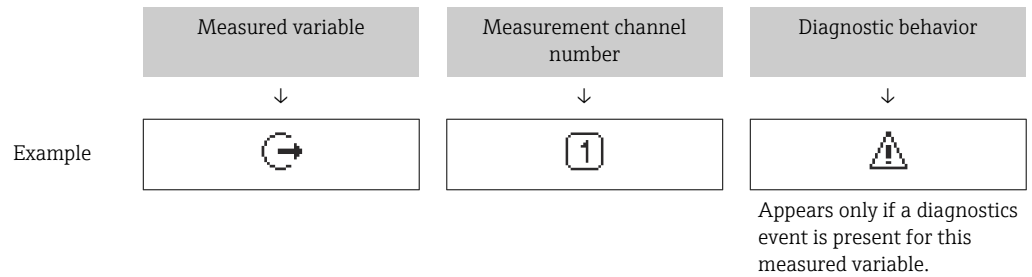 Measured variable
Measurement channel
number
Diagnostic behavior
↓ ↓ ↓
Example
1
Appears only if a diagnostics
event is present for this
measured variable.